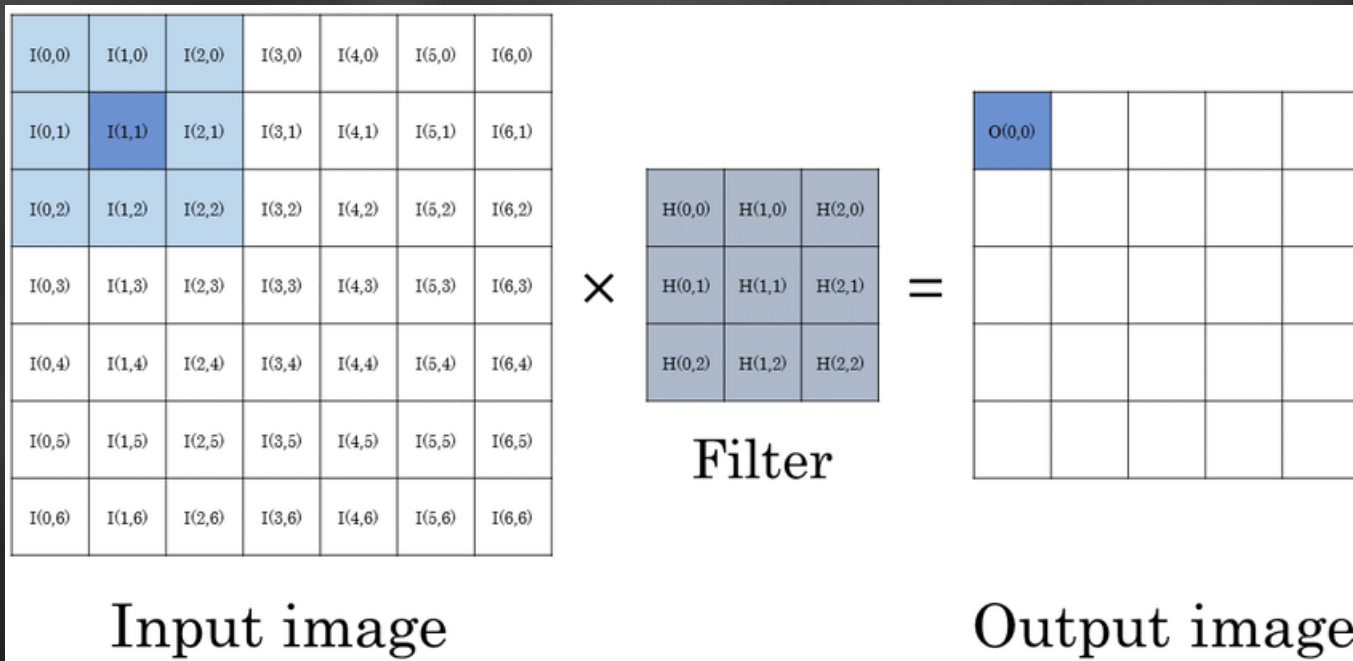 I(0,0) I(1,0) I(2,0) I(3,0) I(4,0) I(5,0) I(6,0)
I(0,1) I(1,1) I(2,1) I(3,1) I(4,1) I(5,1) I(6,1)
I(0,2) I(1,2) I(2,2) I(3,2) I(4,2) I(5,2) I(6,2)
I(0,3) I(1,3) I(2,3) I(3,3) I(4,3) I(5,3) I(6,3)
I(0,4) I(1,4) I(2,4) I(3,4) I(4,4) I(5,4) I(6,4)
I(0,5) I(1,5) I(2,5) I(3,5) I(4,5) I(5,5) I(6,5)
I(0,6) I(1,6) I(2,6) I(3,6) I(4,6) I(5,6) I(6,6)
Input image
×
H(0,0) H(1,0) H(2,0)
H(0,1) H(1,1) H(2,1)
H(0,2) H(1,2) H(2,2)
Filter
=
O(0,0)
Output image